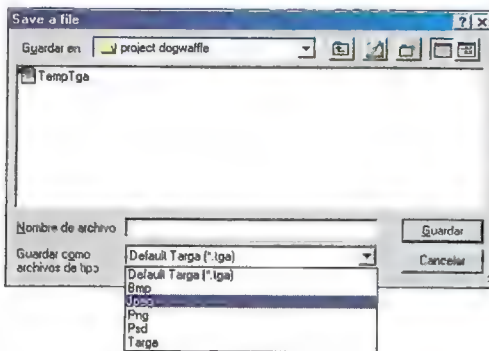 Save a file
Guardar en:
project dogwaffle
TempTga
Nombre de archivo
Guardar
Guardar como archivos de tipo
Default Targa (*.tga)
Cancelar
Default Targa (*.tga)
Bmp
Jpeg
Png
Psd
Targa